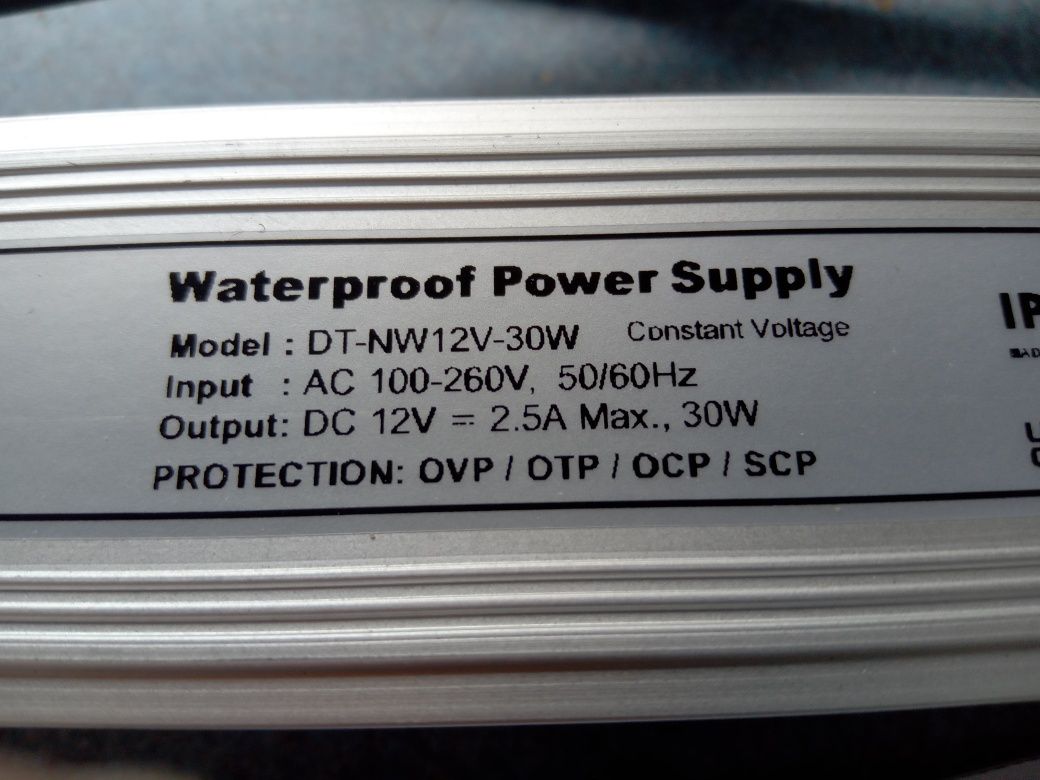 Waterproof Power Supply
Model : DT-NW12V-30W Constant Voltage
Input : AC 100-260V, 50/60Hz
Output: DC 12V ⎓ 2.5A Max., 30W
PROTECTION: OVP / OTP / OCP / SCP
IP